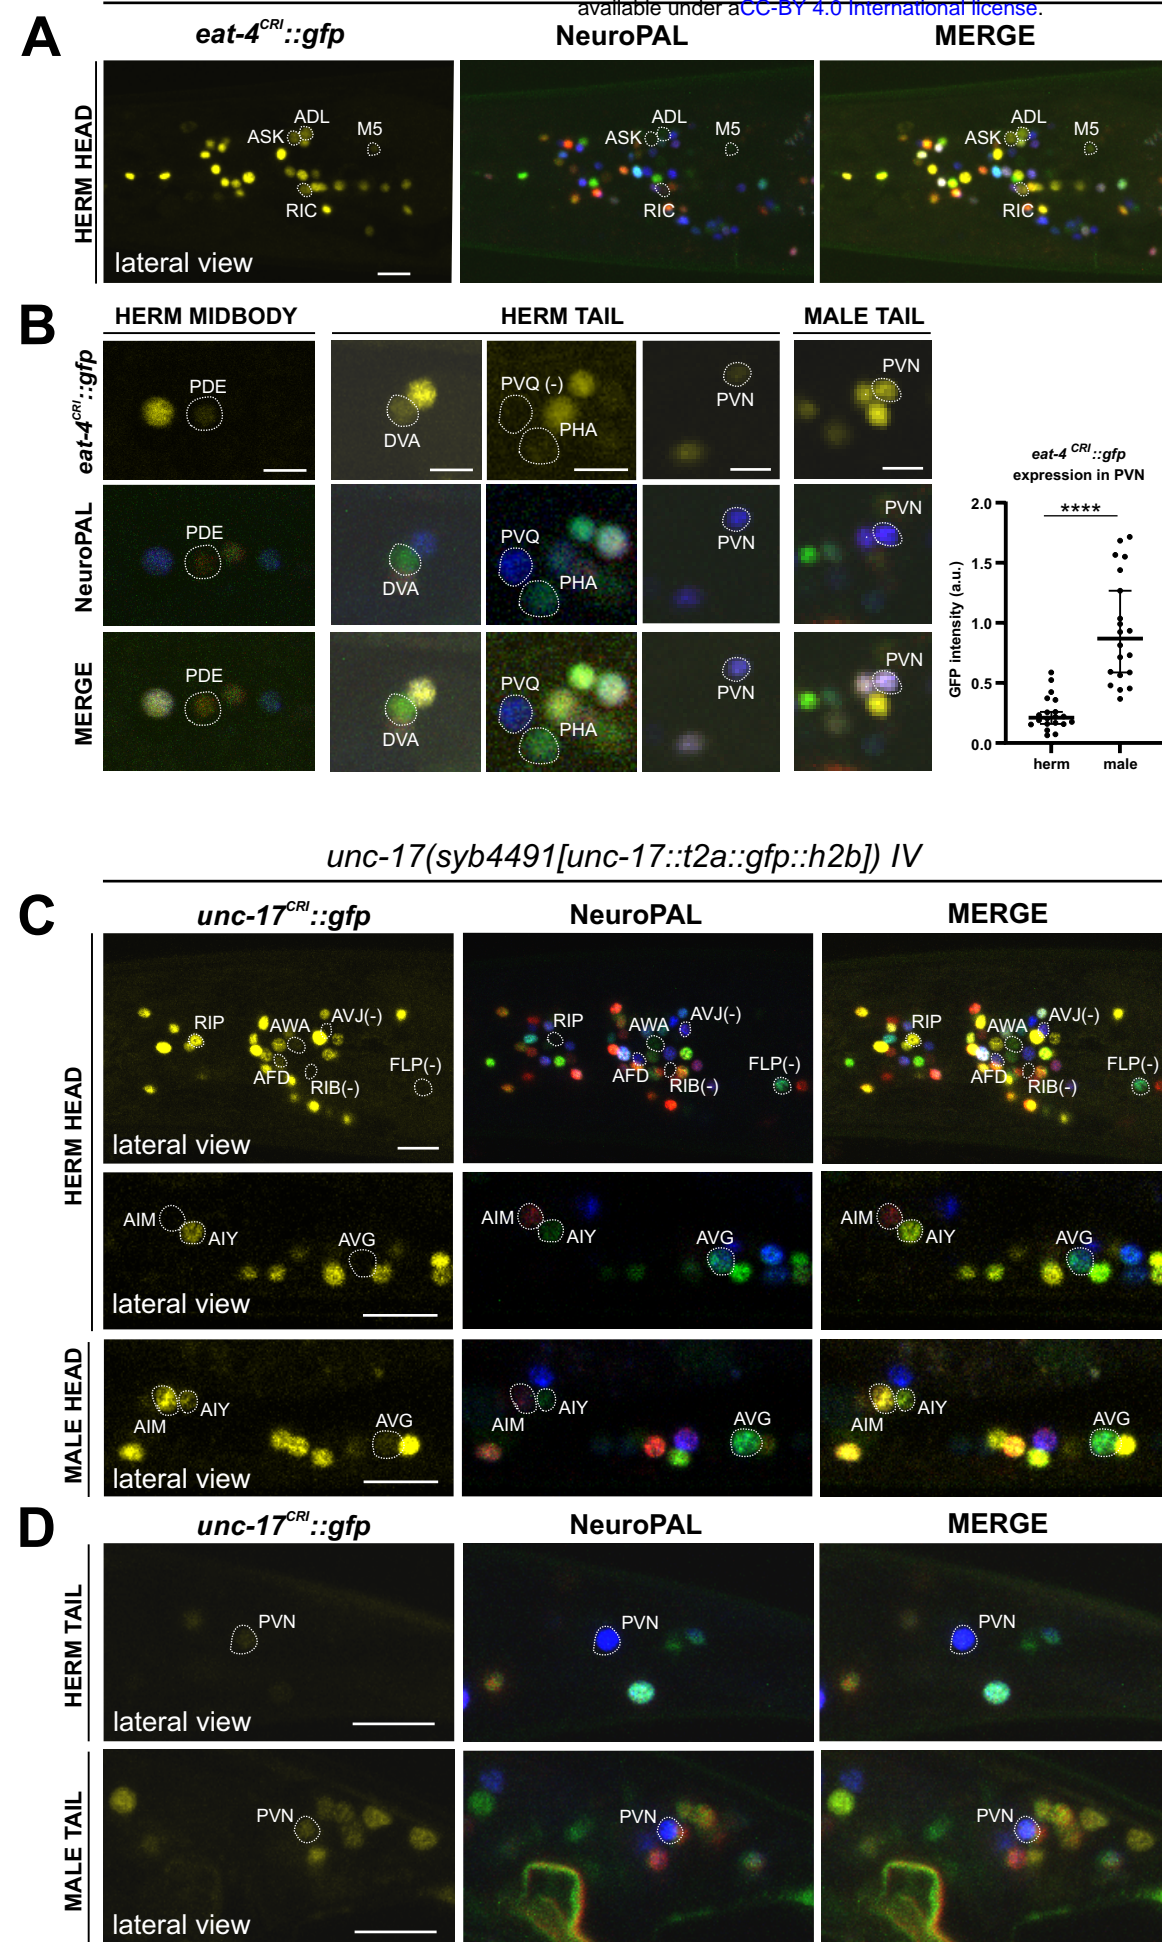 available under aCC-BY 4.0 International license.
A
eat-4CRI::gfp
NeuroPAL
MERGE
HERM HEAD
ASK
ADL
M5
RIC
lateral view
ASK
ADL
M5
RIC
ASK
ADL
M5
RIC
B
HERM MIDBODY
HERM TAIL
MALE TAIL
eat-4CRI::gfp
PDE
DVA
PVQ (-)
PHA
PVN
PVN
NeuroPAL
PDE
DVA
PVQ
PHA
PVN
PVN
MERGE
PDE
DVA
PVQ
PHA
PVN
PVN
eat-4 CRI::gfp
expression in PVN
GFP intensity (a.u.)
2.0
1.5
1.0
0.5
0.0
****
herm
male
unc-17(syb4491[unc-17::t2a::gfp::h2b]) IV
C
unc-17CRI::gfp
NeuroPAL
MERGE
HERM HEAD
RIP
AWA
AVJ(-)
AFD
RIB(-)
FLP(-)
lateral view
RIP
AWA
AVJ(-)
AFD
RIB(-)
FLP(-)
RIP
AWA
AVJ(-)
AFD
RIB(-)
FLP(-)
AIM
AIY
AVG
lateral view
AIM
AIY
AVG
AIM
AIY
AVG
MALE HEAD
AIM
AIY
AVG
lateral view
AIM
AIY
AVG
AIM
AIY
AVG
D
unc-17CRI::gfp
NeuroPAL
MERGE
HERM TAIL
PVN
lateral view
PVN
PVN
MALE TAIL
PVN
lateral view
PVN
PVN